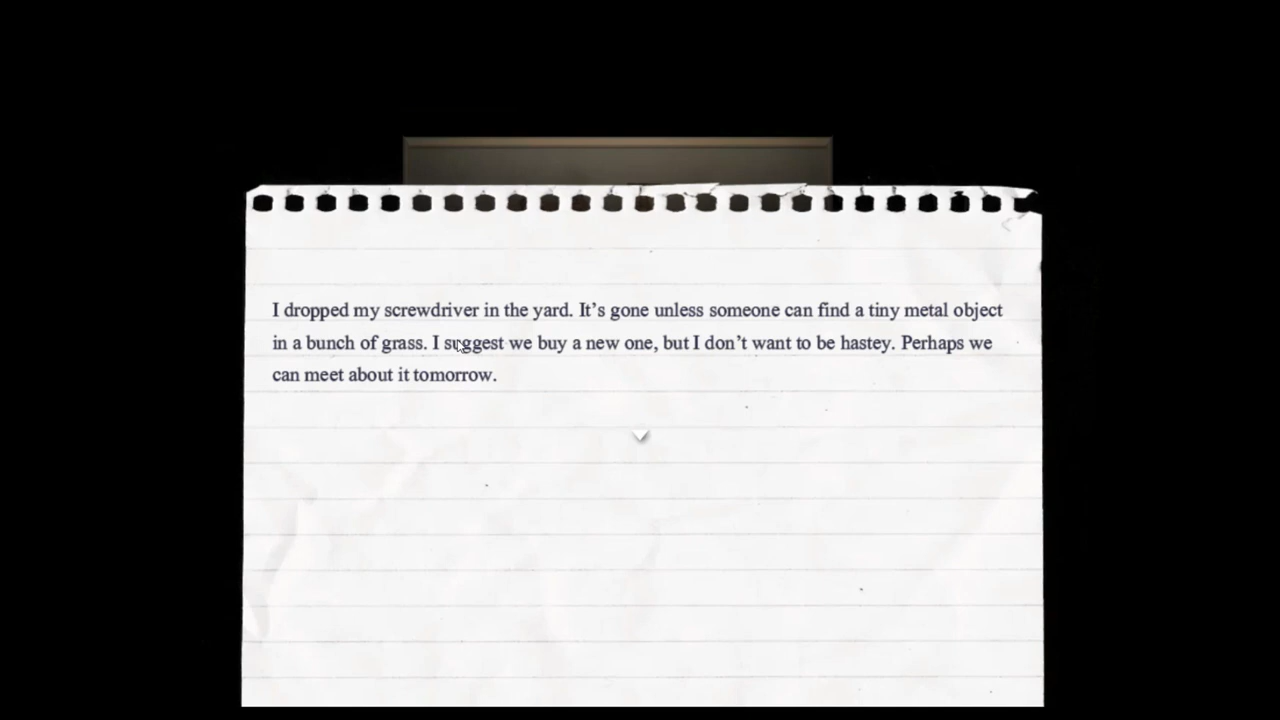 I dropped my screwdriver in the yard. It’s gone unless someone can find a tiny metal object
in a bunch of grass. I suggest we buy a new one, but I don’t want to be hastey. Perhaps we
can meet about it tomorrow.